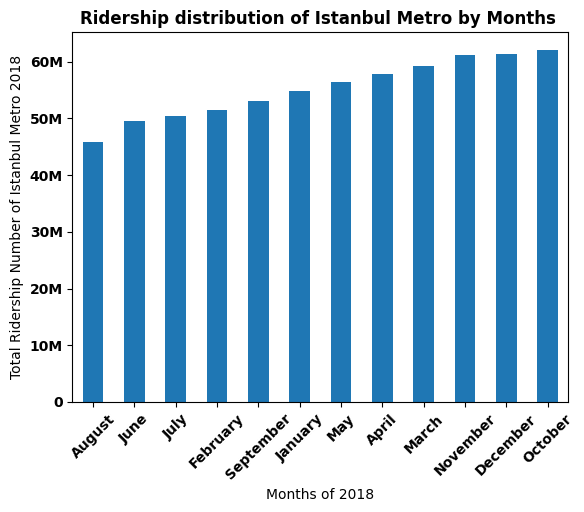 Ridership distribution of Istanbul Metro by Months
Total Ridership Number of Istanbul Metro 2018
60M
50M
40M
30M
20M
10M
0
August
June
July
February
September
January
May
April
March
November
December
October
Months of 2018